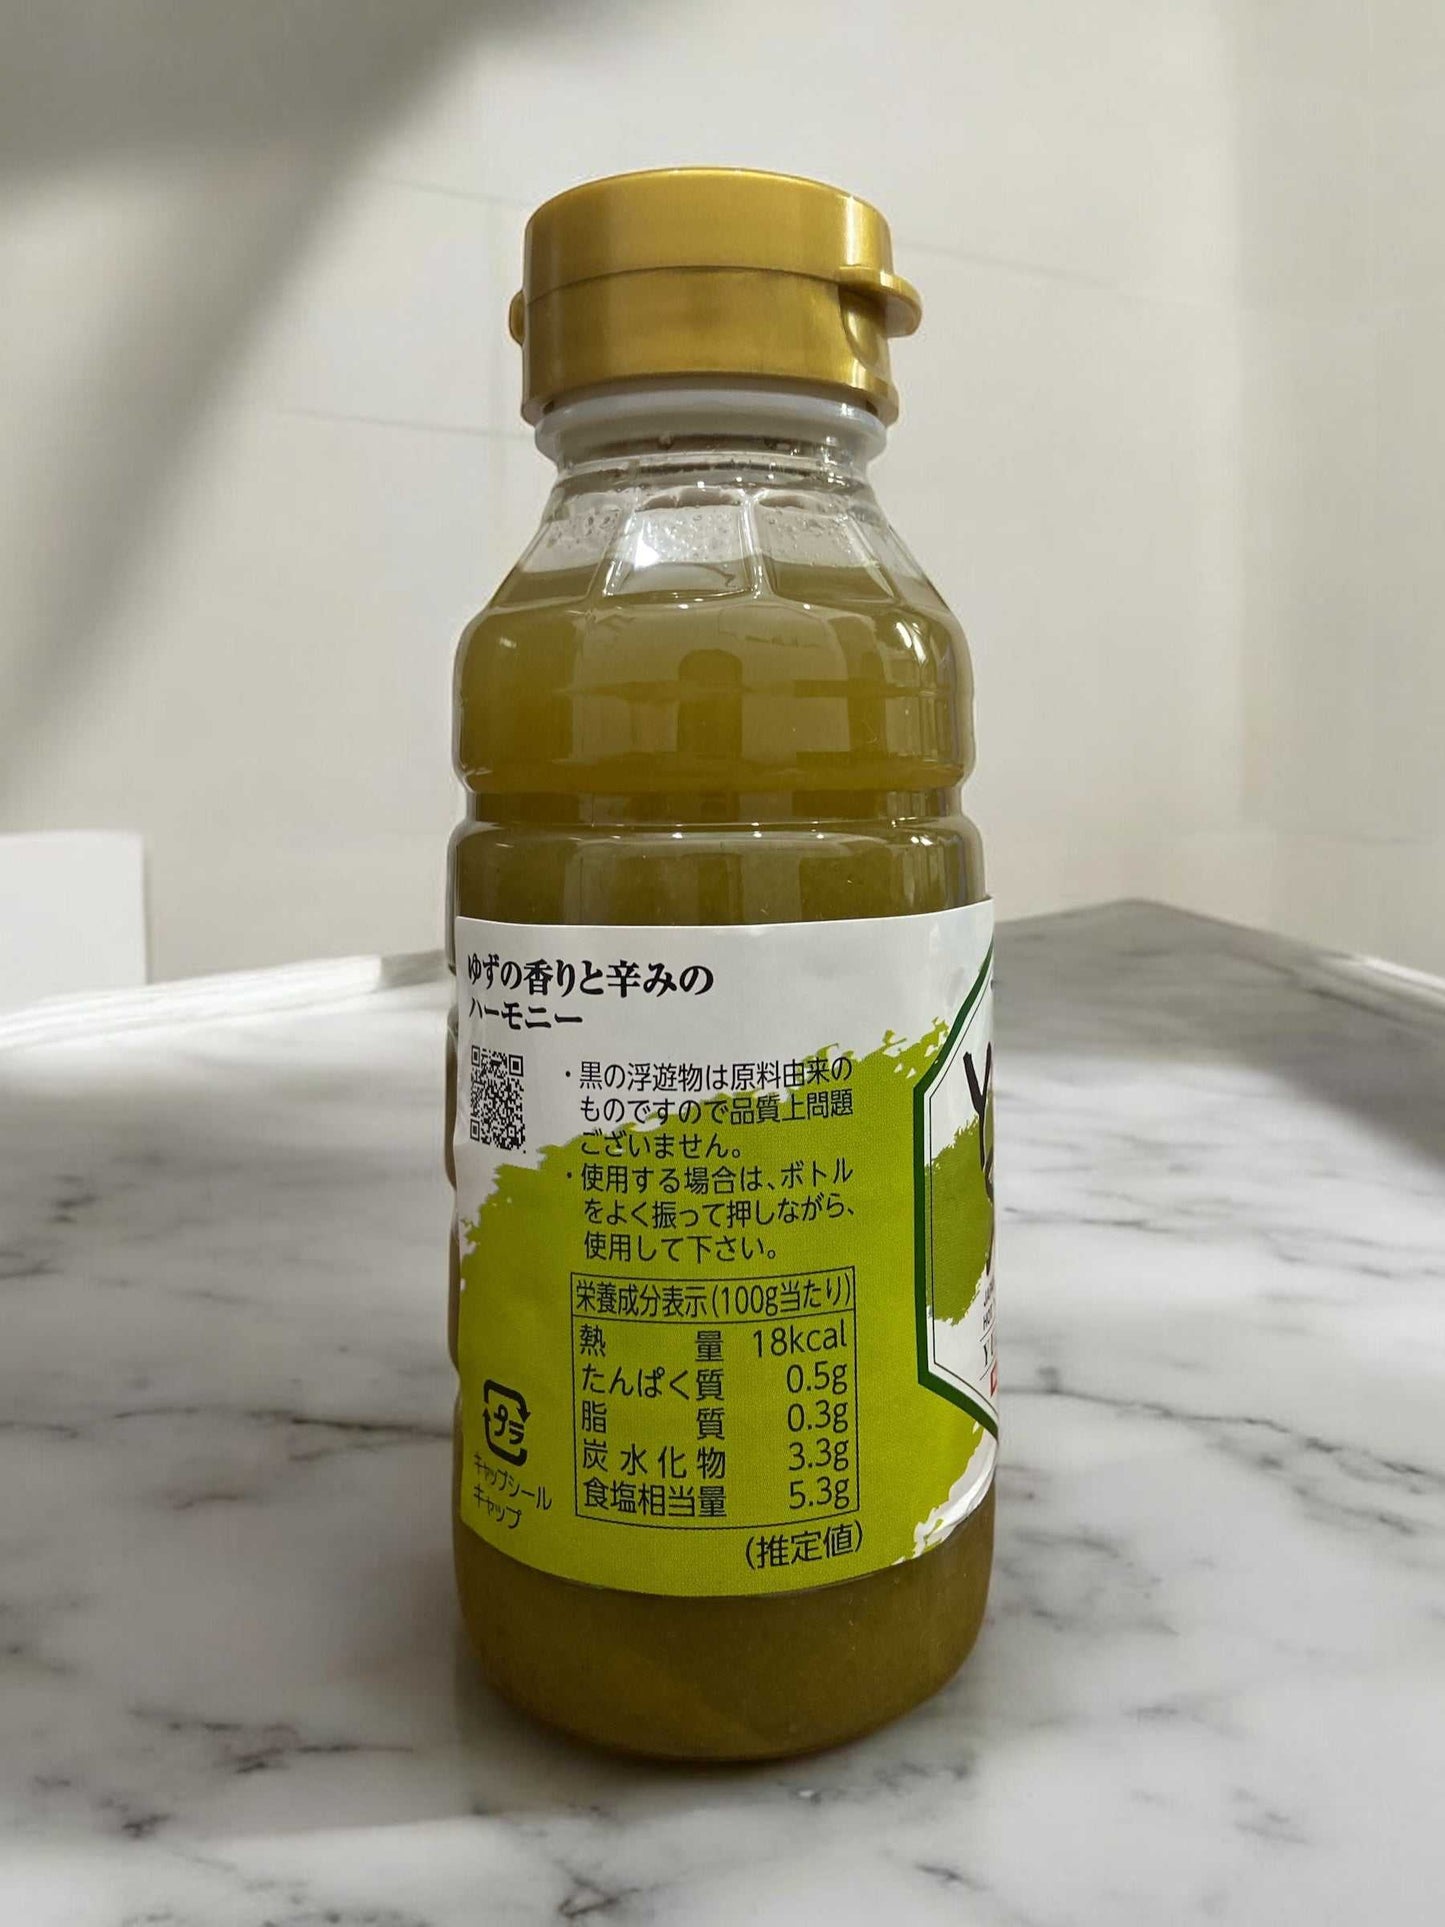 ゆずの香りと辛みの
ハーモニー
・黒の浮遊物は原料由来の
ものですので品質上問題
ございません。
・使用する場合は、ボトル
をよく振って押しながら、
使用して下さい。
栄養成分表示(100g当たり)
熱量 18kcal
たんぱく質 0.5g
脂質 0.3g
炭水化物 3.3g
食塩相当量 5.3g
(推定値)
プラ
キャップシール
キャップ